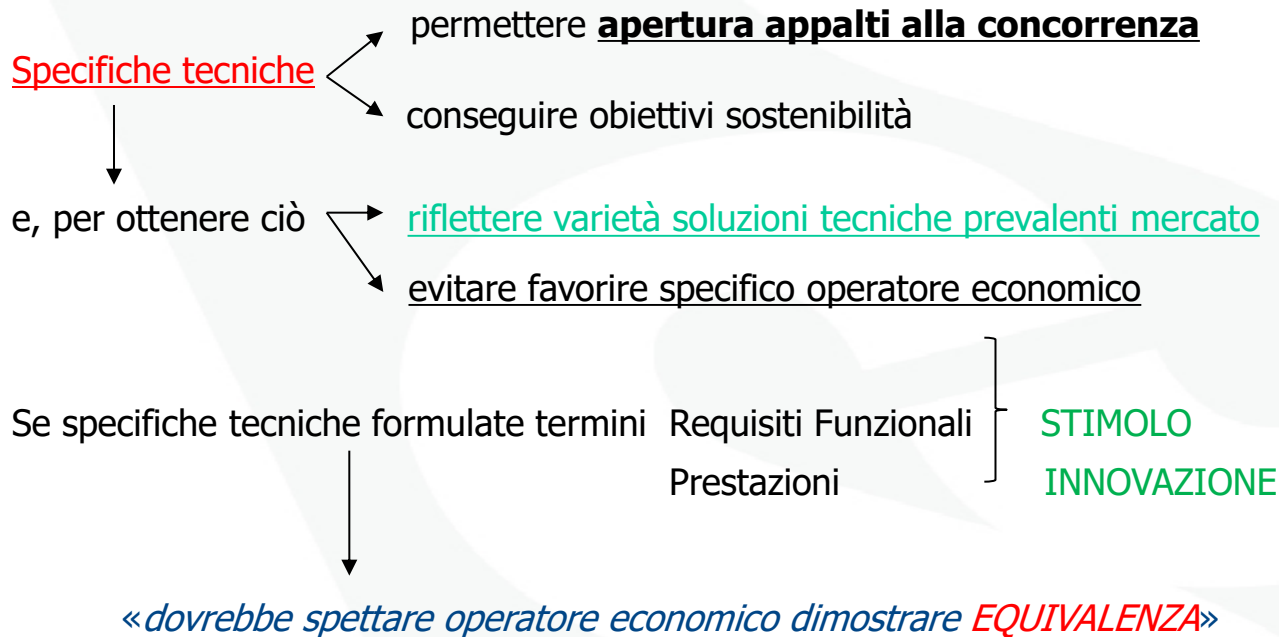 permettere apertura appalti alla concorrenza
Specifiche tecniche
conseguire obiettivi sostenibilità
e, per ottenere ciò riflettere varietà soluzioni tecniche prevalenti mercato
evitare favorire specifico operatore economico
Se specifiche tecniche formulate termini Requisiti Funzionali STIMOLO
Prestazioni INNOVAZIONE
«dovrebbe spettare operatore economico dimostrare EQUIVALENZA»